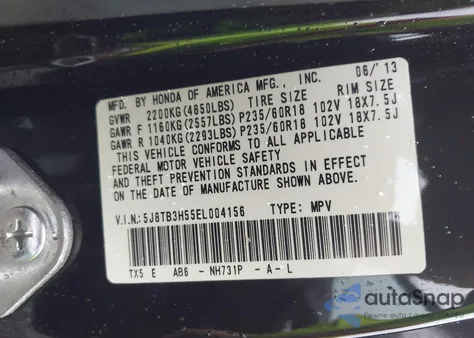 MFD. BY HONDA OF AMERICA MFG., INC. 06/'13
GVWR 2200KG(4850LBS) TIRE SIZE RIM SIZE
GAWR F 1160KG(2557LBS) P235/60R18 102V 18X7.5J
GAWR R 1040KG(2293LBS) P235/60R18 102V 18X7.5J
THIS VEHICLE CONFORMS TO ALL APPLICABLE
FEDERAL MOTOR VEHICLE SAFETY
AND THEFT PREVENTION STANDARDS IN EFFECT
ON THE DATE OF MANUFACTURE SHOWN ABOVE.
V.I.N: 5J8TB3H55EL004156 TYPE: MPV
TX5 E AB6 - NH731P - A - L
autoSnap
Pewne auto z